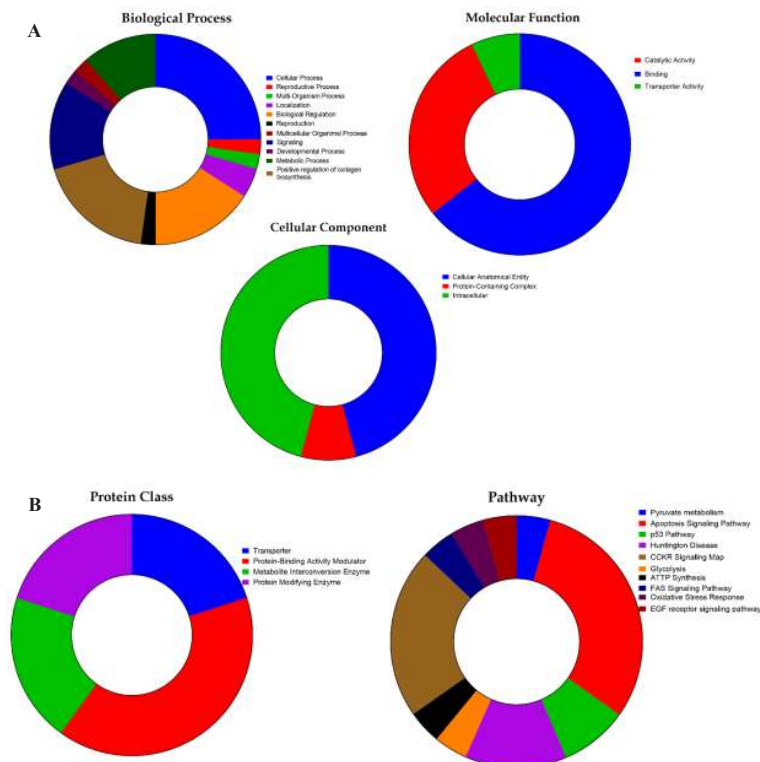 A
Biological Process
Cellular Process
Reproductive Process
Multi-Organism Process
Localization
Biological Regulation
Reproduction
Multicellular Organimsl Process
Signaling
Developmental Process
Metabolic Process
Positive regulation of collagen
biosynthesis
Molecular Function
Catalytic Activity
Binding
Transporter Activity
Cellular Component
Cellular Anatomical Entity
Protein-Containing Complex
Intracellular
B
Protein Class
Transporter
Protein-Binding Activity Modulator
Metabolite Interconversion Enzyme
Protein Modifying Enzyme
Pathway
Pyruvate metabolism
Apoptosis Signaling Pathway
p53 Pathway
Huntington Disease
CCKR Signaling Map
Glycolysis
ATTP Synthesis
FAS Signaling Pathway
Oxidative Stress Response
EGF receptor signaling pathway